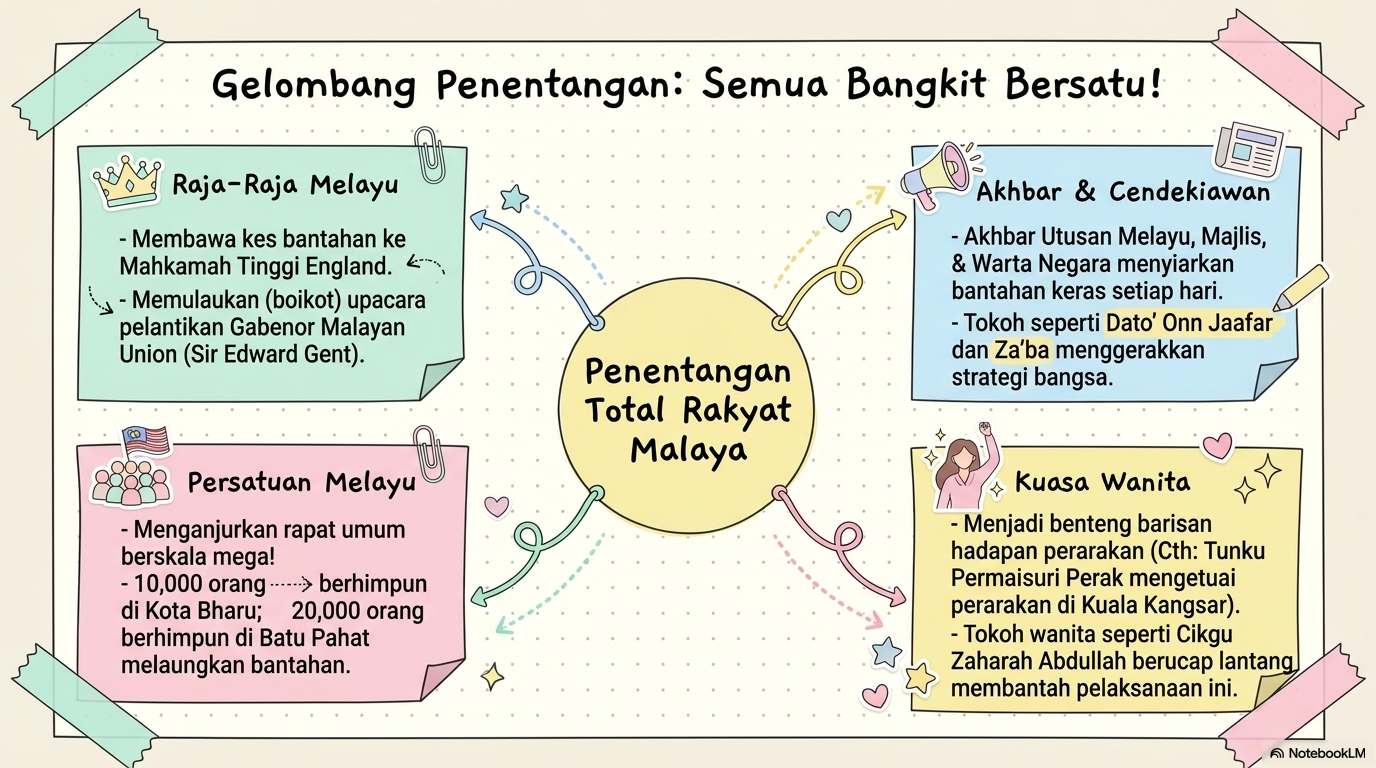 Gelombang Penentangan: Semua Bangkit Bersatu!
Raja-Raja Melayu
- Membawa kes bantahan ke
Mahkamah Tinggi England.
- Memulaukan (boikot) upacara
pelantikan Gabenor Malayan
Union (Sir Edward Gent).
Akhbar & Cendekiawan
- Akhbar Utusan Melayu, Majlis,
& Warta Negara menyiarkan
bantahan keras setiap hari.
- Tokoh seperti Dato' Onn Jaafar
dan Za'ba menggerakkan
strategi bangsa.
Penentangan
Total Rakyat
Malaya
Persatuan Melayu
- Menganjurkan rapat umum
berskala mega!
- 10,000 orang berhimpun
di Kota Bharu; 20,000 orang
berhimpun di Batu Pahat
melaungkan bantahan.
Kuasa Wanita
- Menjadi benteng barisan
hadapan perarakan (Cth: Tunku
Permaisuri Perak mengetuai
perarakan di Kuala Kangsar).
- Tokoh wanita seperti Cikgu
Zaharah Abdullah berucap lantang
membantah pelaksanaan ini.
NotebookLM